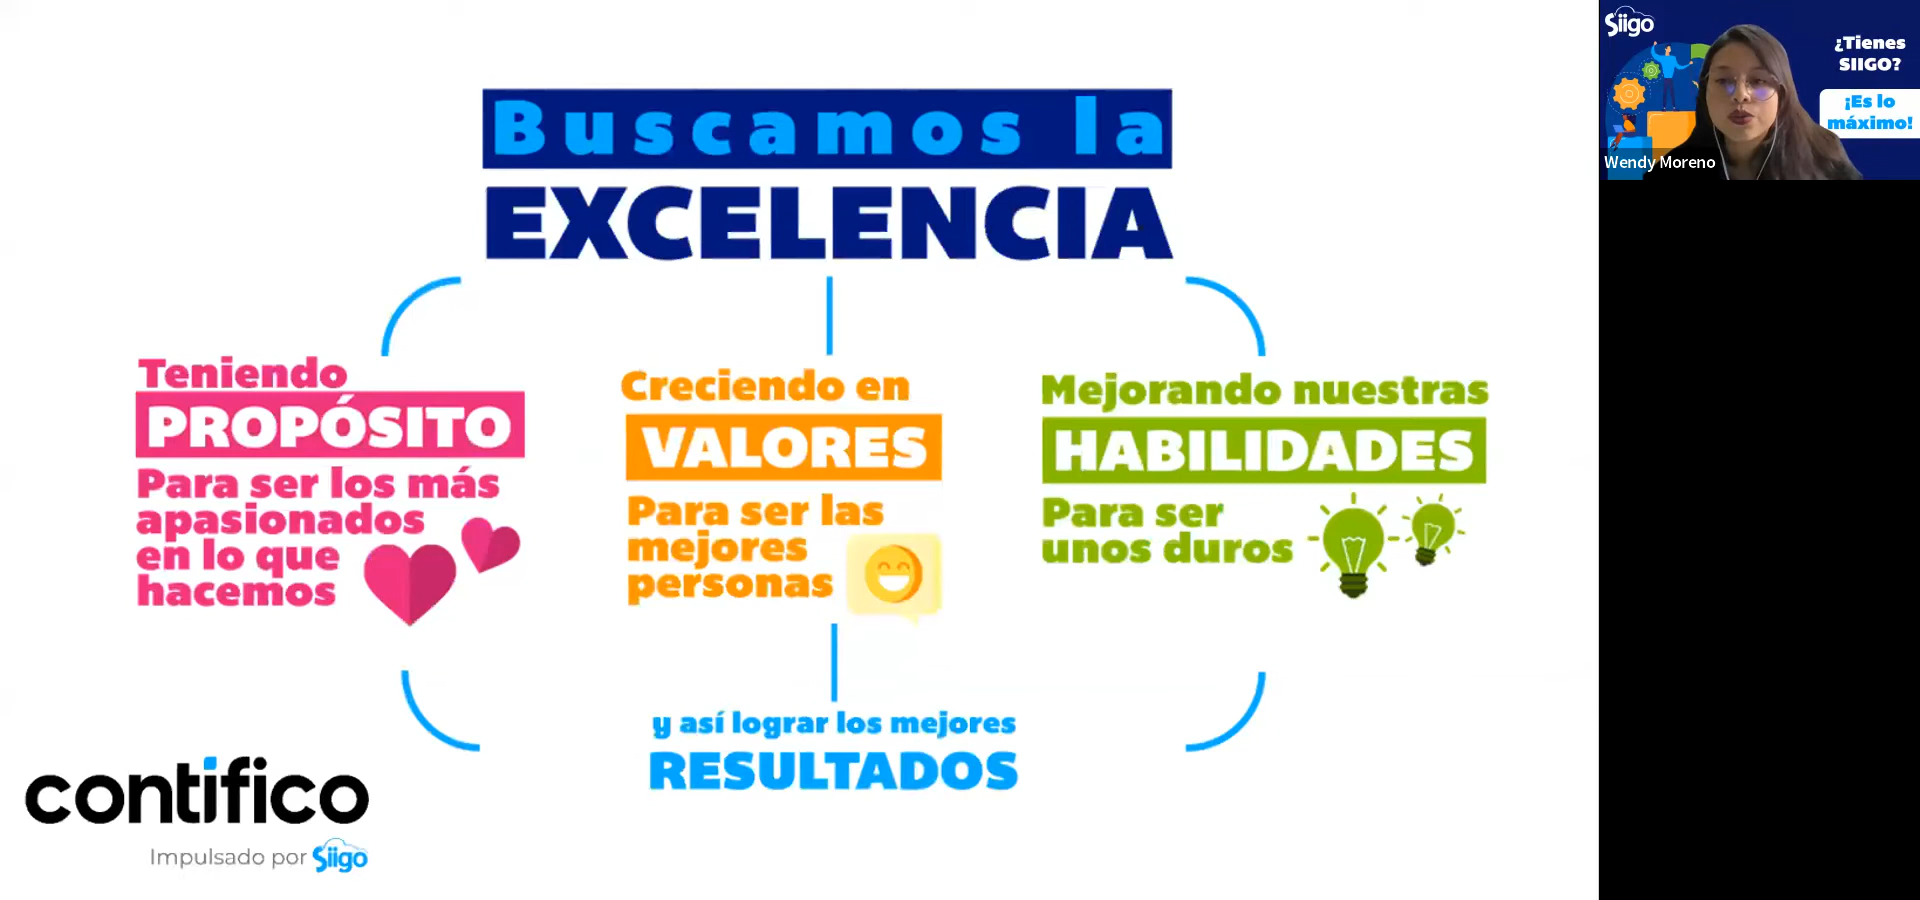 Buscamos la
EXCELENCIA
Teniendo
PROPÓSITO
Para ser los más
apasionados
en lo que
hacemos
Creciendo en
VALORES
Para ser las
mejores
personas
Mejorando nuestras
HABILIDADES
Para ser
unos duros
y así lograr los mejores
RESULTADOS
contífico
Impulsado por Siigo
Siigo
¿Tienes
SIIGO?
¡Es lo
máximo!
Wendy Moreno